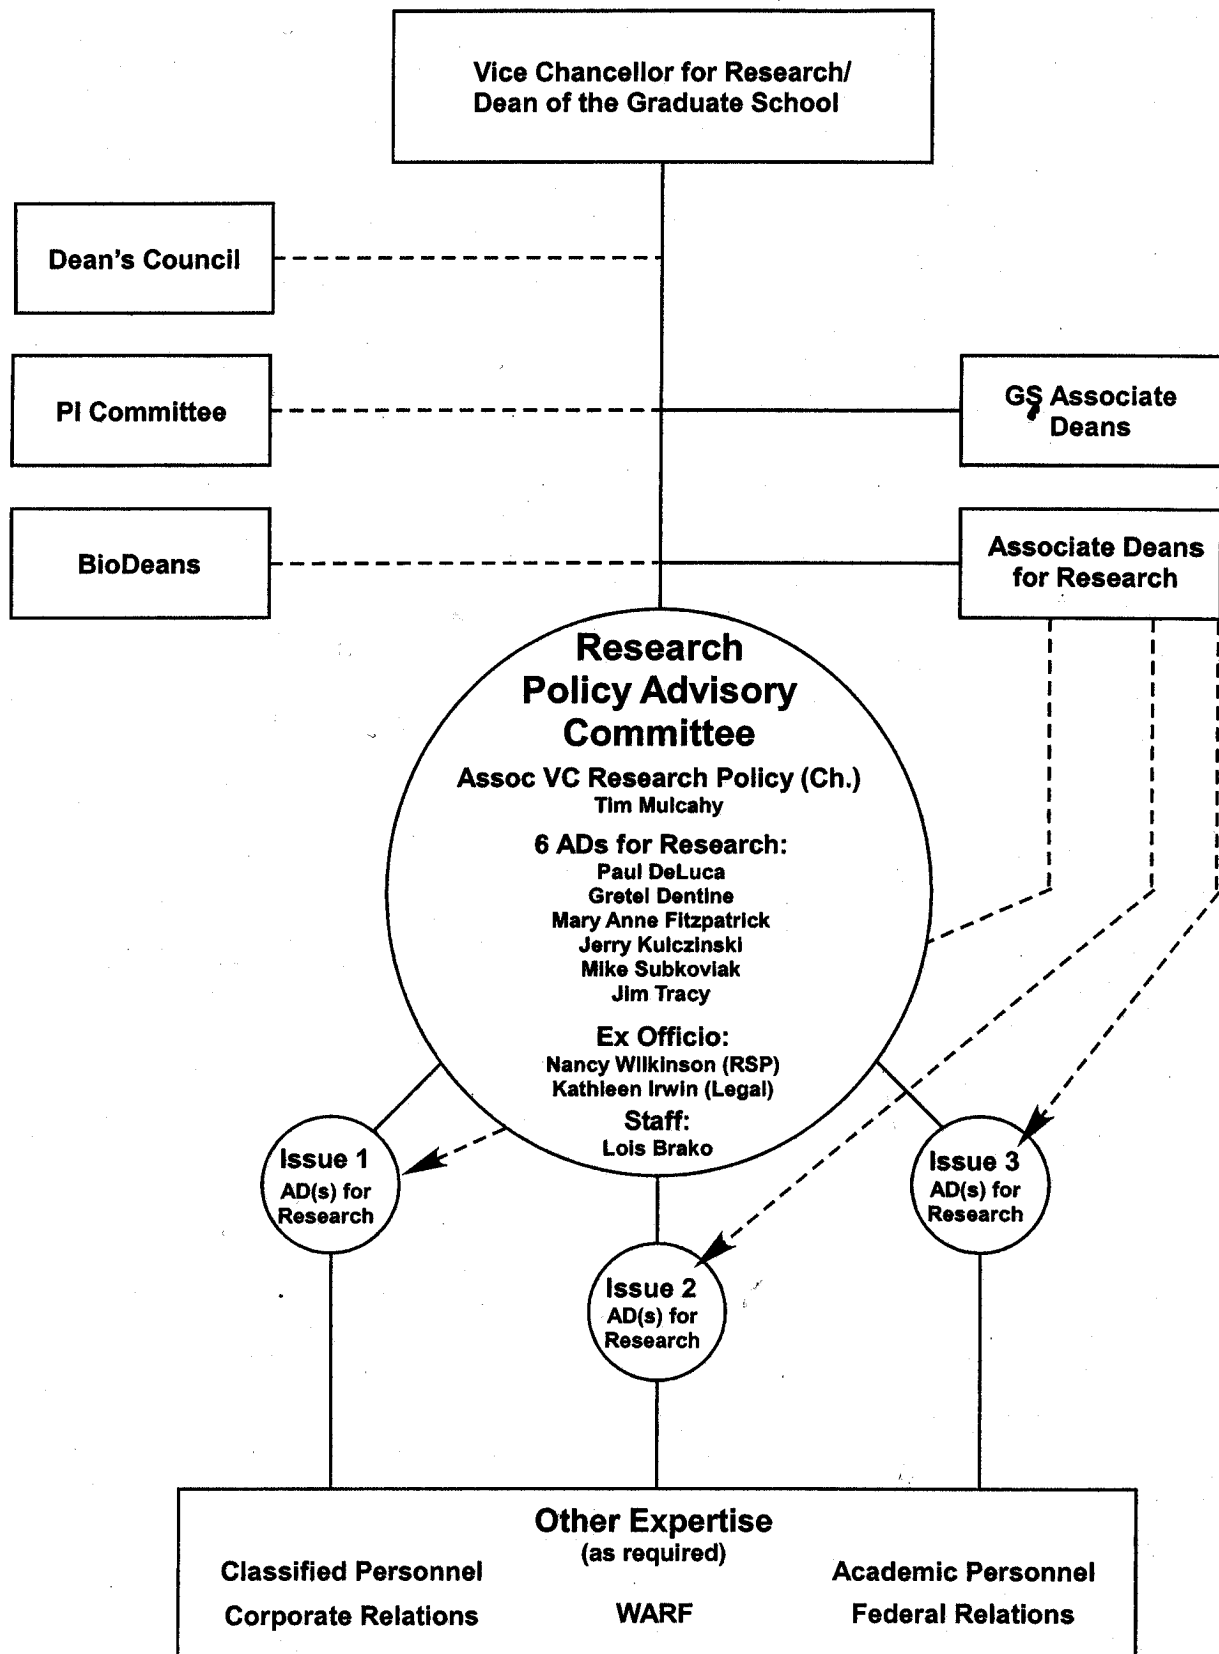 Vice Chancellor for Research/
Dean of the Graduate School
Dean's Council
PI Committee
GS Associate
Deans
BioDeans
Associate Deans
for Research
Research
Policy Advisory
Committee
Assoc VC Research Policy (Ch.)
Tim Mulcahy
6 ADs for Research:
Paul DeLuca
Gretel Dentine
Mary Anne Fitzpatrick
Jerry Kulczinski
Mike Subkoviak
Jim Tracy
Ex Officio:
Nancy Wilkinson (RSP)
Kathleen Irwin (Legal)
Staff:
Lois Brako
Issue 1
AD(s) for
Research
Issue 2
AD(s) for
Research
Issue 3
AD(s) for
Research
Other Expertise
(as required)
Classified Personnel
Academic Personnel
Corporate Relations
WARF
Federal Relations